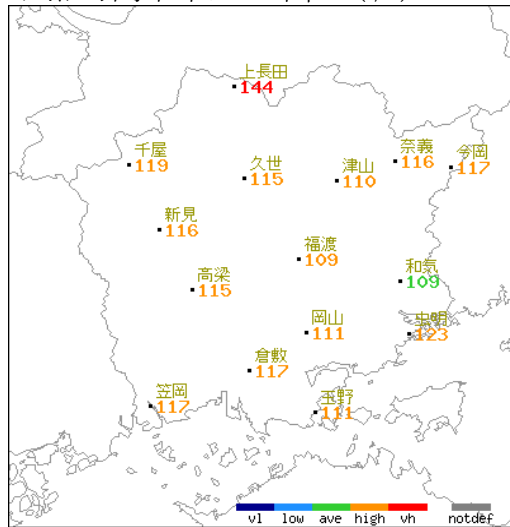 上長田
144
千屋
119
久世
115
津山
110
奈義
116
今岡
117
新見
116
福渡
109
高梁
115
和気
109
岡山
111
虫明
123
倉敷
117
笠岡
117
玉野
111
vl low ave high vh notdef